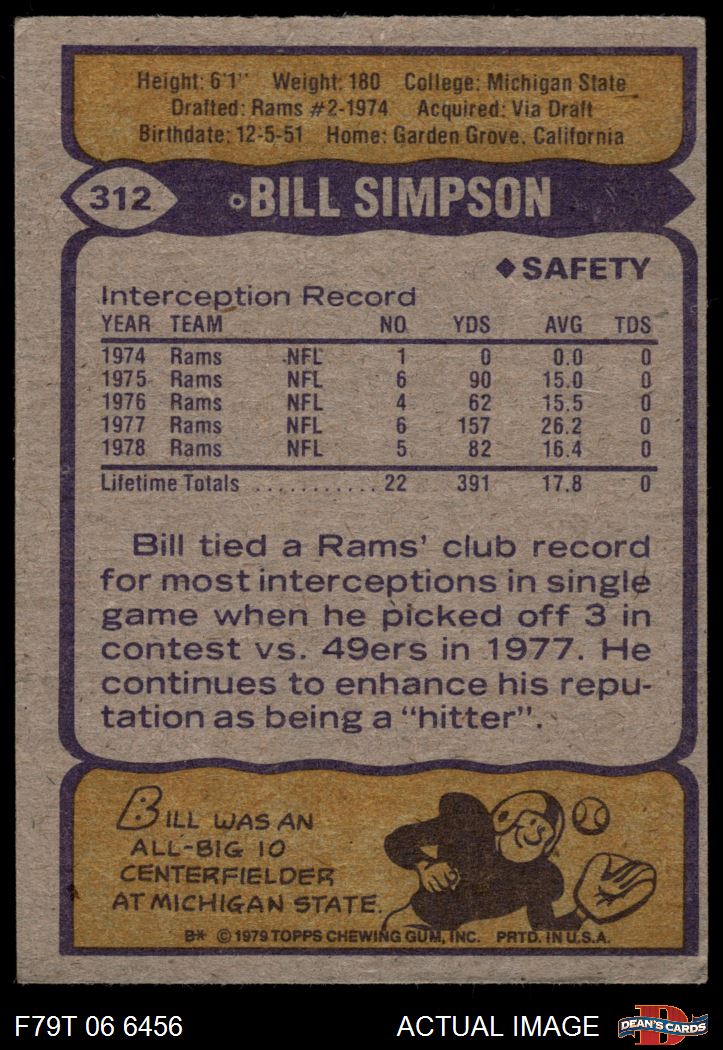 Height: 6'1" Weight: 180 College: Michigan State
Drafted: Rams #2-1974 Acquired: Via Draft
Birthdate: 12-5-51 Home: Garden Grove, California
312 BILL SIMPSON
◆ SAFETY
Interception Record
YEAR TEAM NO. YDS AVG TDS
1974 Rams NFL 1 0 0.0 0
1975 Rams NFL 6 90 15.0 0
1976 Rams NFL 4 62 15.5 0
1977 Rams NFL 6 157 26.2 0
1978 Rams NFL 5 82 16.4 0
Lifetime Totals ........... 22 391 17.8 0
Bill tied a Rams' club record
for most interceptions in single
game when he picked off 3 in
contest vs. 49ers in 1977. He
continues to enhance his repu-
tation as being a "hitter".
BILL WAS AN
ALL-BIG 10
CENTERFIELDER
AT MICHIGAN STATE.
B* © 1979 TOPPS CHEWING GUM, INC. PRTD. IN U.S.A.
F79T 06 6456 ACTUAL IMAGE D DEAN'S CARDS